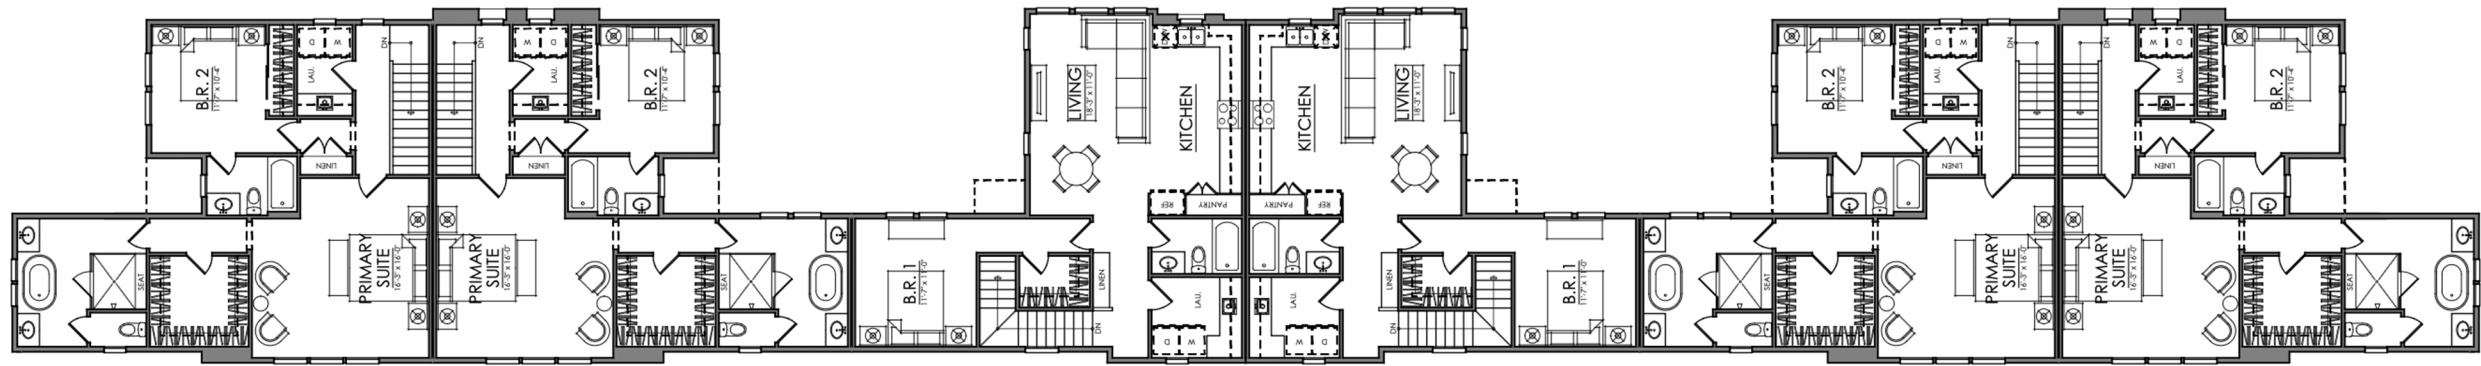 B.R.2
11'-7" x 10'-4"
D
W
LAU.
DN
LINEN
PRIMARY
SUITE
16'-3" x 16'-0"
SEAT
DN
W
D
LAU.
LINEN
B.R.2
11'-7" x 10'-4"
PRIMARY
SUITE
16'-3" x 16'-0"
SEAT
B.R.1
11'-7" x 11'-0"
LINEN
DN
LIVING
18'-3" x 11'-0"
KITCHEN
DW
REF
PANTRY
LAU.
D
W
KITCHEN
DW
LIVING
18'-3" x 11'-0"
PANTRY
REF
LAU.
W
D
LINEN
DN
B.R.1
11'-7" x 11'-0"
B.R.2
11'-7" x 10'-4"
D
W
LAU.
DN
LINEN
SEAT
PRIMARY
SUITE
16'-3" x 16'-0"
DN
W
D
LAU.
LINEN
B.R.2
11'-7" x 10'-4"
PRIMARY
SUITE
16'-3" x 16'-0"
SEAT